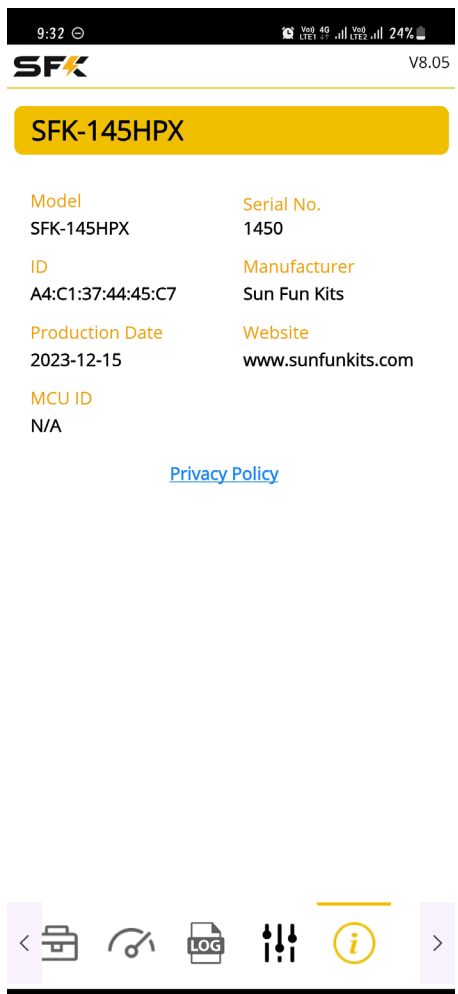 9:32
Vo) 4G Vo)
LTE1 LTE2 24%
SFK V8.05
SFK-145HPX
Model Serial No.
SFK-145HPX 1450
ID Manufacturer
A4:C1:37:44:45:C7 Sun Fun Kits
Production Date Website
2023-12-15 www.sunfunkits.com
MCU ID
N/A
Privacy Policy
LOG
i